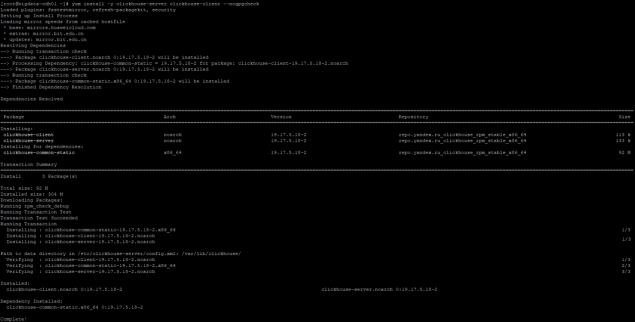 [root@bigdata-cdh01 ~]# yum install -y clickhouse-server clickhouse-client --nogpgcheck
Loaded plugins: fastestmirror, refresh-packagekit, security
Setting up Install Process
Loading mirror speeds from cached hostfile
* base: mirrors.huaweicloud.com
* extras: mirror.bit.edu.cn
* updates: mirror.bit.edu.cn
Resolving Dependencies
--> Running transaction check
---> Package clickhouse-client.noarch 0:19.17.5.18-2 will be installed
--> Processing Dependency: clickhouse-common-static = 19.17.5.18-2 for package: clickhouse-client-19.17.5.18-2.noarch
---> Package clickhouse-server.noarch 0:19.17.5.18-2 will be installed
--> Running transaction check
---> Package clickhouse-common-static.x86_64 0:19.17.5.18-2 will be installed
--> Finished Dependency Resolution
Dependencies Resolved
Package Arch Version Repository Size
Installing:
clickhouse-client noarch 19.17.5.18-2 repo.yandex.ru_clickhouse_rpm_stable_x86_64 113 k
clickhouse-server noarch 19.17.5.18-2 repo.yandex.ru_clickhouse_rpm_stable_x86_64 k
Installing for dependencies:
clickhouse-common-static x86_64 19.17.5.18-2 repo.yandex.ru_clickhouse_rpm_stable_x86_64 92 M
Transaction Summary
Install 3 Package(s)
Total size: 92 M
Installed size: 304 M
Downloading Packages:
Running rpm_check_debug
Running Transaction Test
Transaction Test Succeeded
Running Transaction
Installing : clickhouse-common-static-19.17.5.18-2.x86_64 1/3
Installing : clickhouse-client-19.17.5.18-2.noarch 2/3
Installing : clickhouse-server-19.17.5.18-2.noarch 3/3
Path to data directory in /etc/clickhouse-server/config.xml: /var/lib/clickhouse/
Verifying : clickhouse-client-19.17.5.18-2.noarch 1/3
Verifying : clickhouse-common-static-19.17.5.18-2.x86_64 2/3
Verifying : clickhouse-server-19.17.5.18-2.noarch 3/3
Installed:
clickhouse-client.noarch 0:19.17.5.18-2 clickhouse-server.noarch 0:19.17.5.18-2
Dependency Installed:
clickhouse-common-static.x86_64 0:19.17.5.18-2
Complete!